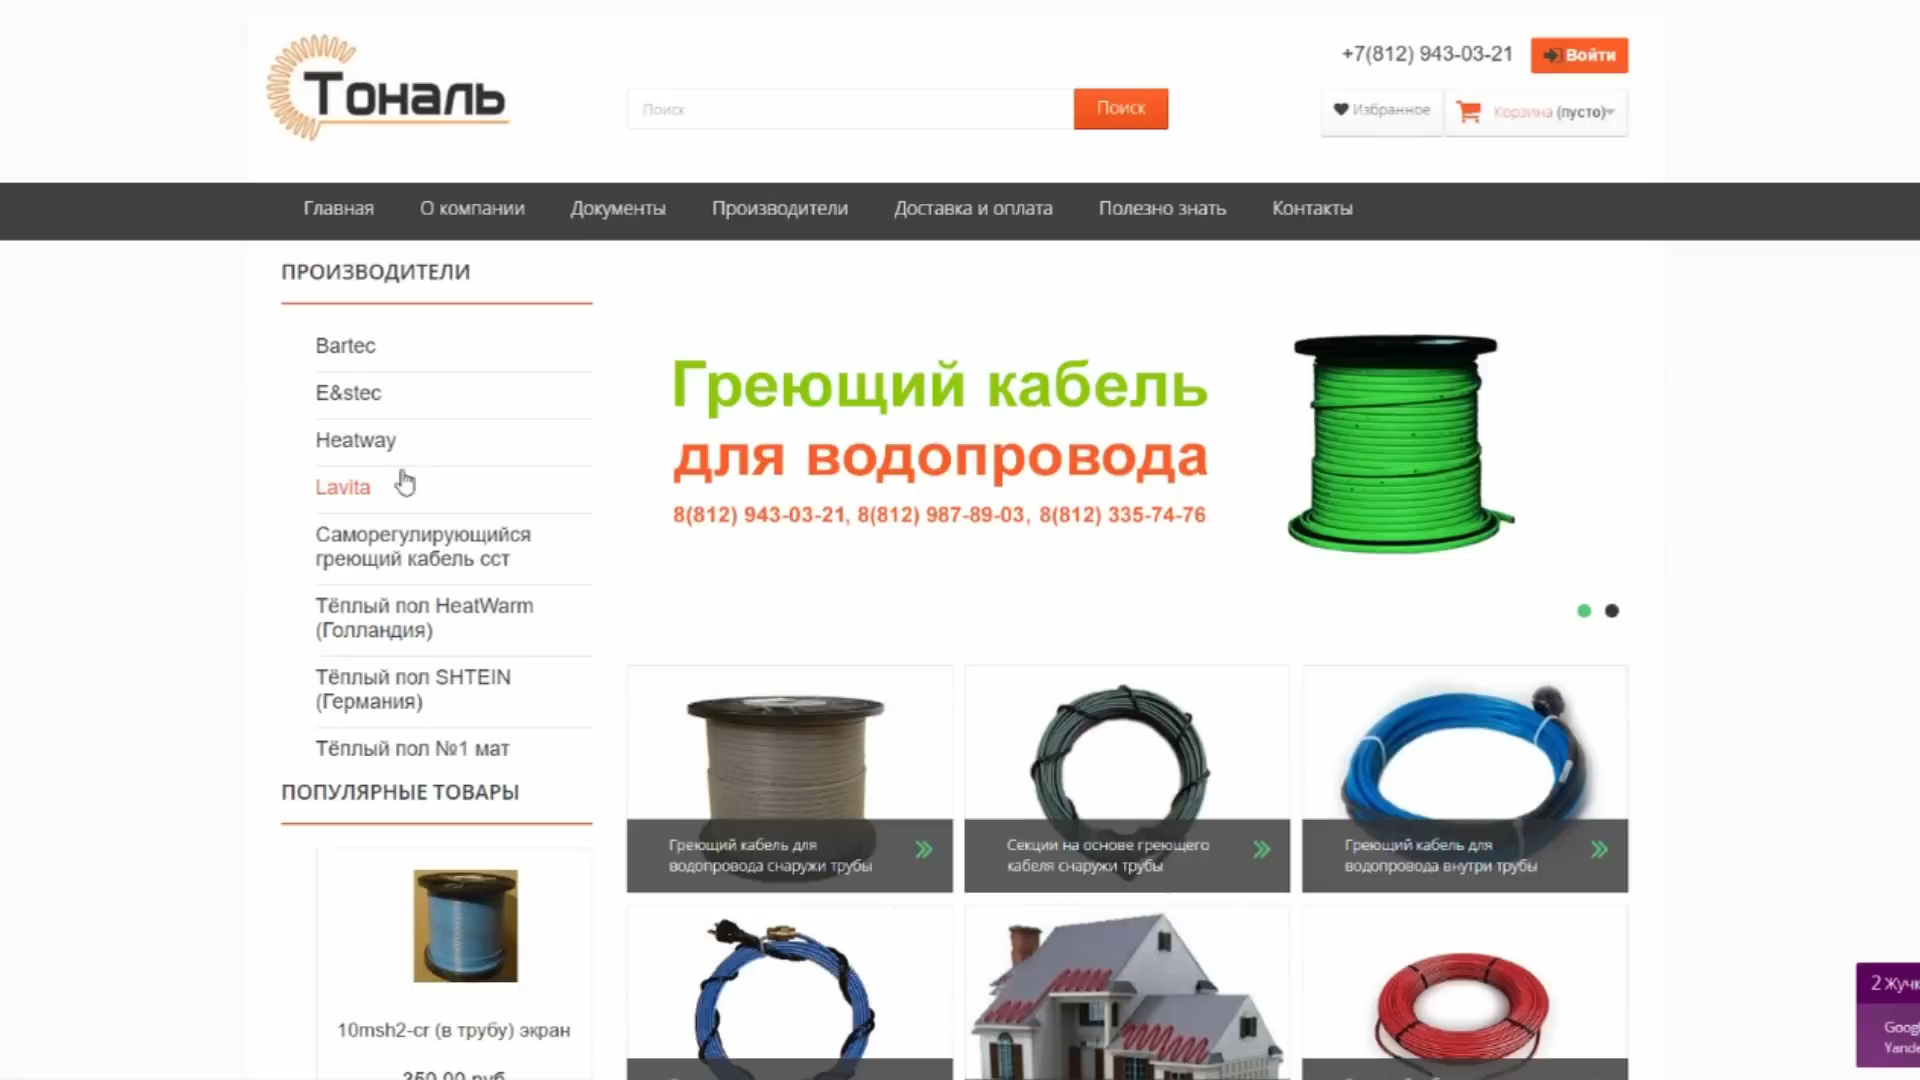 Тональ
+7(812) 943-03-21
Войти
Поиск
Поиск
Избранное
Корзина (пусто)
Главная
О компании
Документы
Производители
Доставка и оплата
Полезно знать
Контакты
ПРОИЗВОДИТЕЛИ
Bartec
E&stec
Heatway
Lavita
Саморегулирующийся
греющий кабель сст
Тёплый пол HeatWarm
(Голландия)
Тёплый пол SHTEIN
(Германия)
Тёплый пол №1 мат
Греющий кабель
для водопровода
8(812) 943-03-21, 8(812) 987-89-03, 8(812) 335-74-76
Греющий кабель для
водопровода снаружи трубы
Секции на основе греющего
кабеля снаружи трубы
Греющий кабель для
водопровода внутри трубы
ПОПУЛЯРНЫЕ ТОВАРЫ
10msh2-cr (в трубу) экран
350,00 руб
2